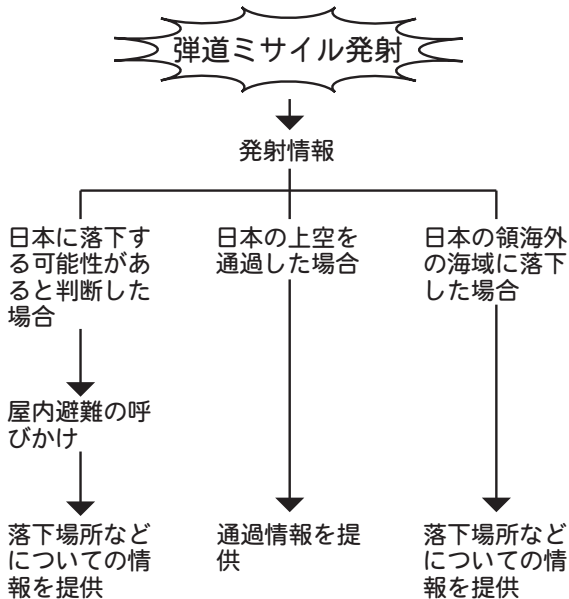 弾道ミサイル発射
発射情報
日本に落下す
る可能性があ
ると判断した
場合
日本の上空を
通過した場合
日本の領海外
の海域に落下
した場合
屋内避難の呼
びかけ
落下場所など
についての情
報を提供
通過情報を提
供
落下場所など
についての情
報を提供